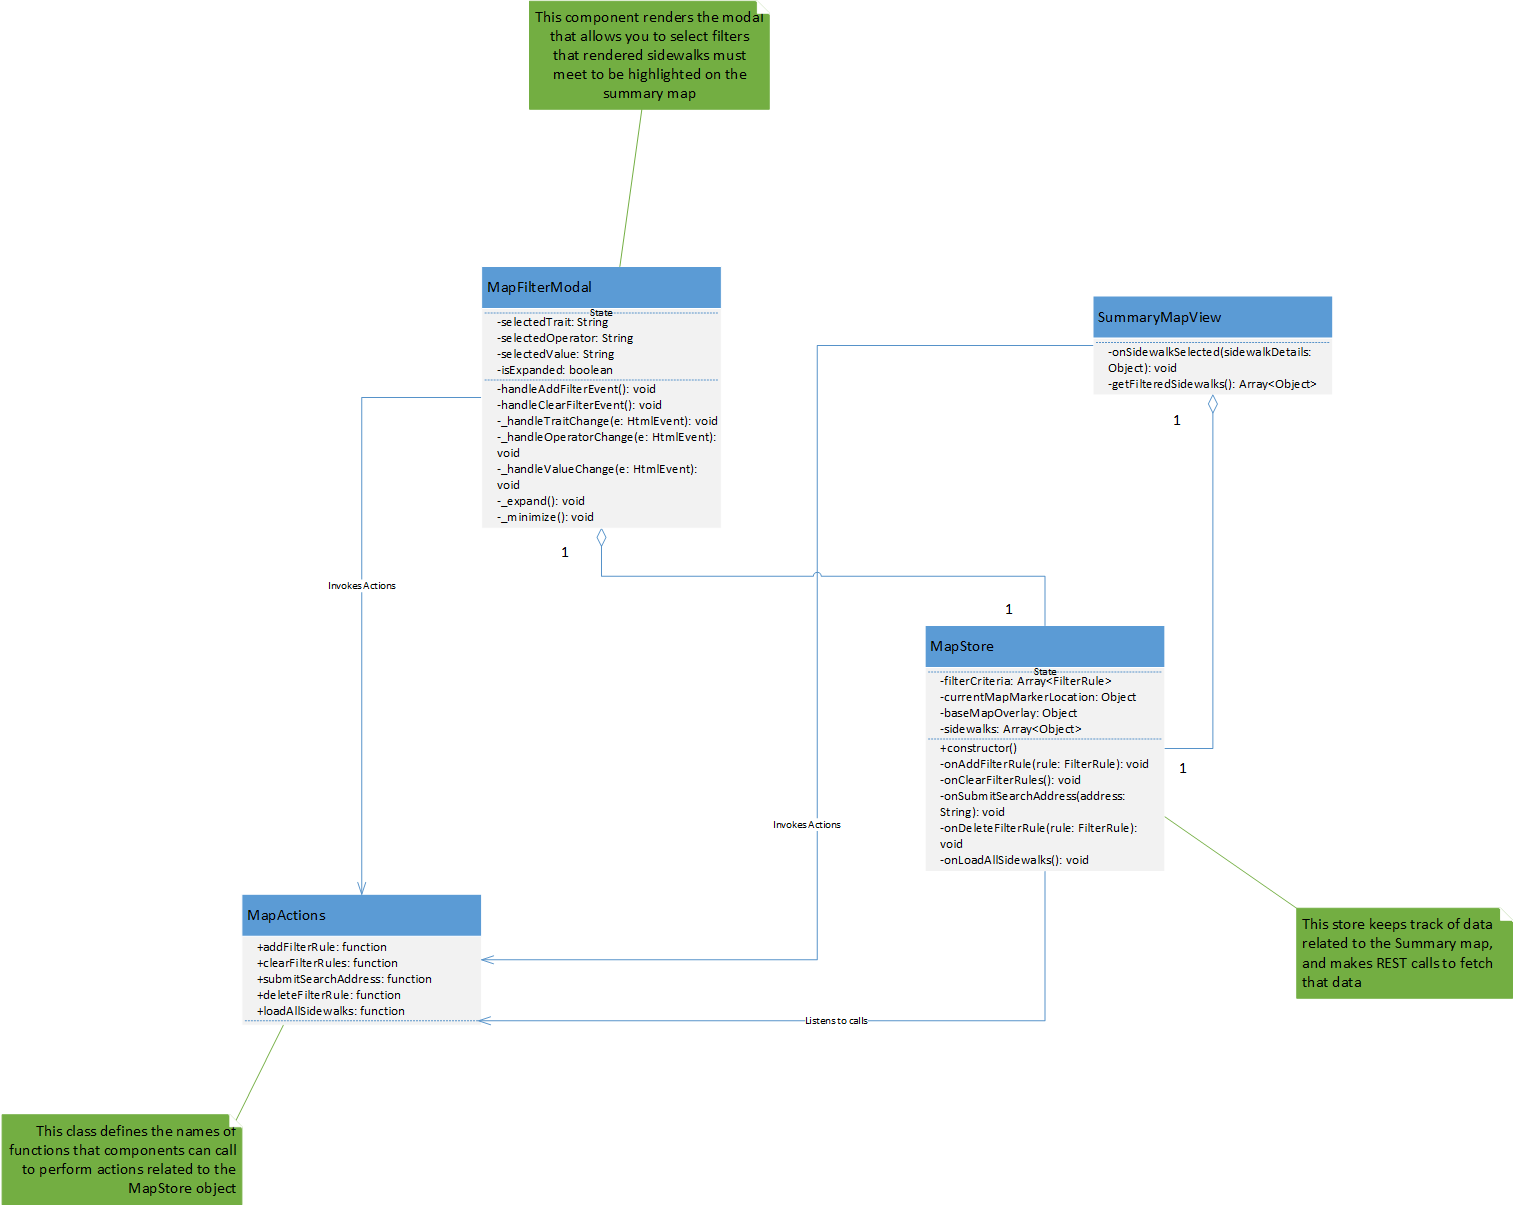 This component renders the modal
that allows you to select filters
that rendered sidewalks must
meet to be highlighted on the
summary map
MapFilterModal
State
-selectedTrait: String
-selectedOperator: String
-selectedValue: String
-isExpanded: boolean
-handleAddFilterEvent(): void
-handleClearFilterEvent(): void
-_handleTraitChange(e: HtmlEvent): void
-_handleOperatorChange(e: HtmlEvent):
void
-_handleValueChange(e: HtmlEvent):
void
-_expand(): void
-_minimize(): void
1
SummaryMapView
-onSidewalkSelected(sidewalkDetails:
Object): void
-getFilteredSidewalks(): Array<Object>
1
Invokes Actions
1
MapStore
State
-filterCriteria: Array<FilterRule>
-currentMapMarkerLocation: Object
-baseMapOverlay: Object
-sidewalks: Array<Object>
+constructor()
-onAddFilterRule(rule: FilterRule): void
-onClearFilterRules(): void
-onSubmitSearchAddress(address:
String): void
-onDeleteFilterRule(rule: FilterRule):
void
-onLoadAllSidewalks(): void
1
Invokes Actions
MapActions
+addFilterRule: function
+clearFilterRules: function
+submitSearchAddress: function
+deleteFilterRule: function
+loadAllSidewalks: function
Listens to calls
This store keeps track of data
related to the Summary map,
and makes REST calls to fetch
that data
This class defines the names of
functions that components can call
to perform actions related to the
MapStore object